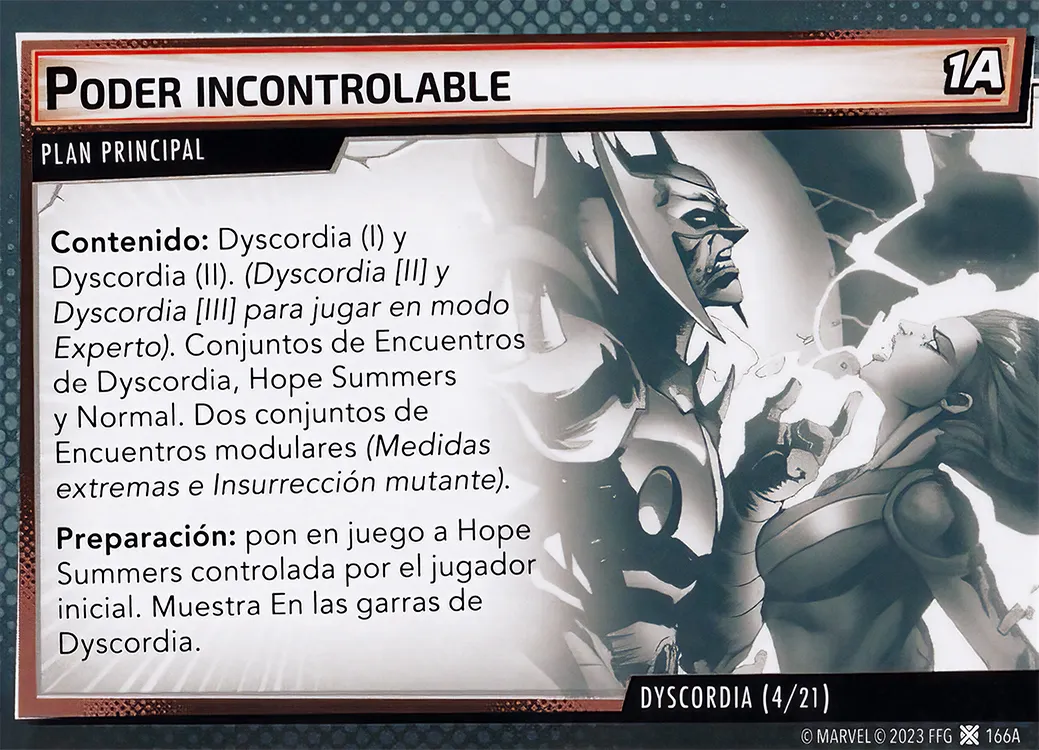 PODER INCONTROLABLE
1A
PLAN PRINCIPAL
Contenido: Dyscordia (I) y
Dyscordia (II). (Dyscordia [II] y
Dyscordia [III] para jugar en modo
Experto). Conjuntos de Encuentros
de Dyscordia, Hope Summers
y Normal. Dos conjuntos de
Encuentros modulares (Medidas
extremas e Insurrección mutante).
Preparación: pon en juego a Hope
Summers controlada por el jugador
inicial. Muestra En las garras de
Dyscordia.
DYSCORDIA (4/21)
© MARVEL © 2023 FFG 166A